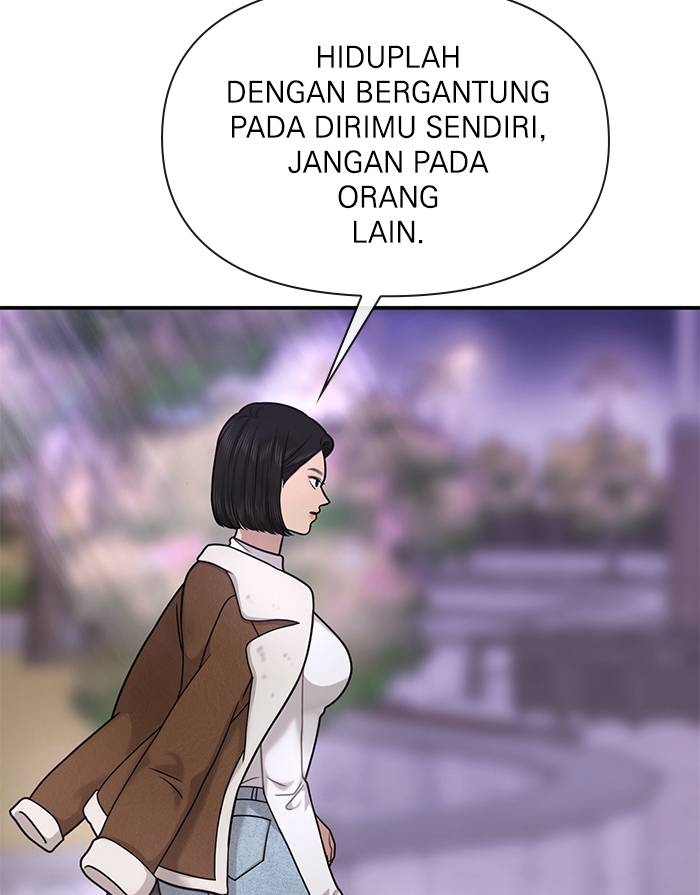 HIDUPLAH
DENGAN BERGANTUNG
PADA DIRIMU SENDIRI,
JANGAN PADA
ORANG
LAIN.